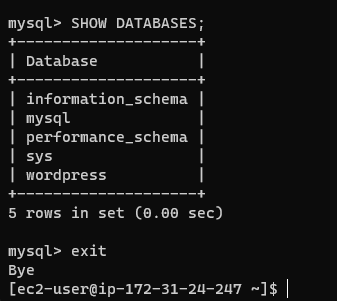 mysql> SHOW DATABASES;
+--------------------+
| Database           |
+--------------------+
| information_schema |
| mysql              |
| performance_schema |
| sys                |
| wordpress          |
+--------------------+
5 rows in set (0.00 sec)
mysql> exit
Bye
[ec2-user@ip-172-31-24-247 ~]$